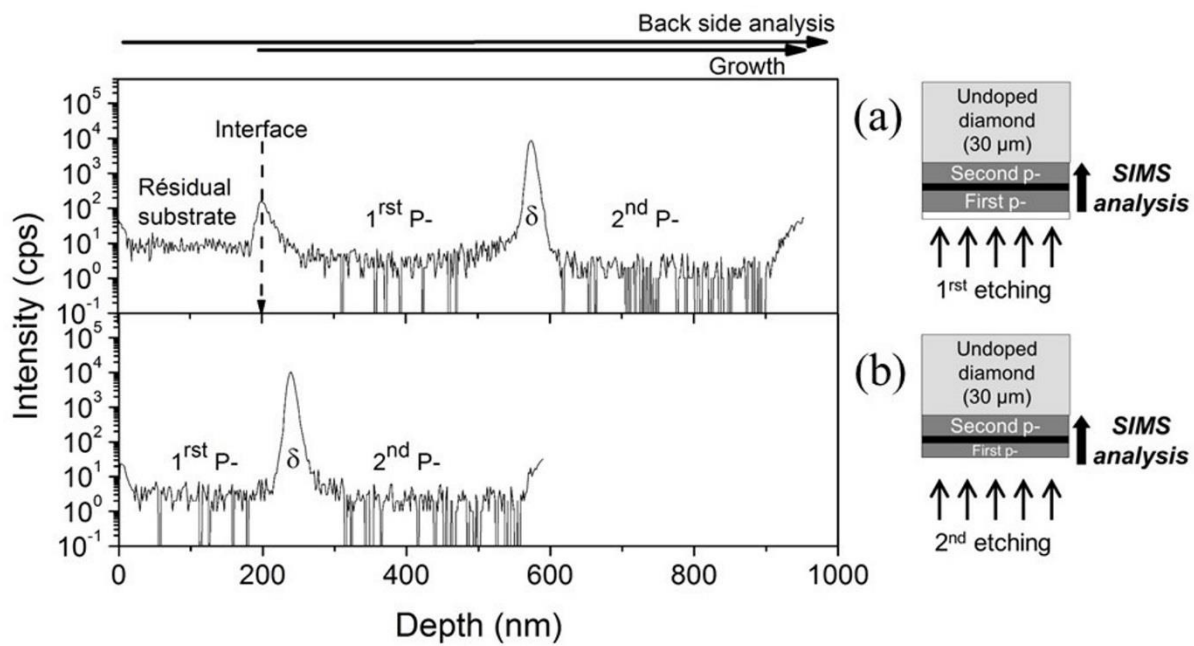 Back side analysis
Growth
Intensity (cps)
10^5
10^4
10^3
10^2
10^1
10^0
10^-1
Interface
Résidual
substrate
1^rst P-
δ
2^nd P-
(a)
Undoped
diamond
(30 µm)
Second p-
First p-
SIMS
analysis
1^rst etching
10^5
10^4
10^3
10^2
10^1
10^0
10^-1
1^rst P-
δ
2^nd P-
(b)
Undoped
diamond
(30 µm)
Second p-
First p-
SIMS
analysis
2^nd etching
0 200 400 600 800 1000
Depth (nm)